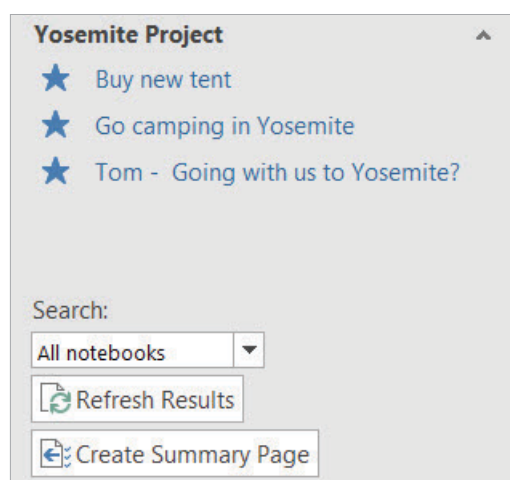 Yosemite Project
Buy new tent
Go camping in Yosemite
Tom - Going with us to Yosemite?
Search:
All notebooks
Refresh Results
Create Summary Page